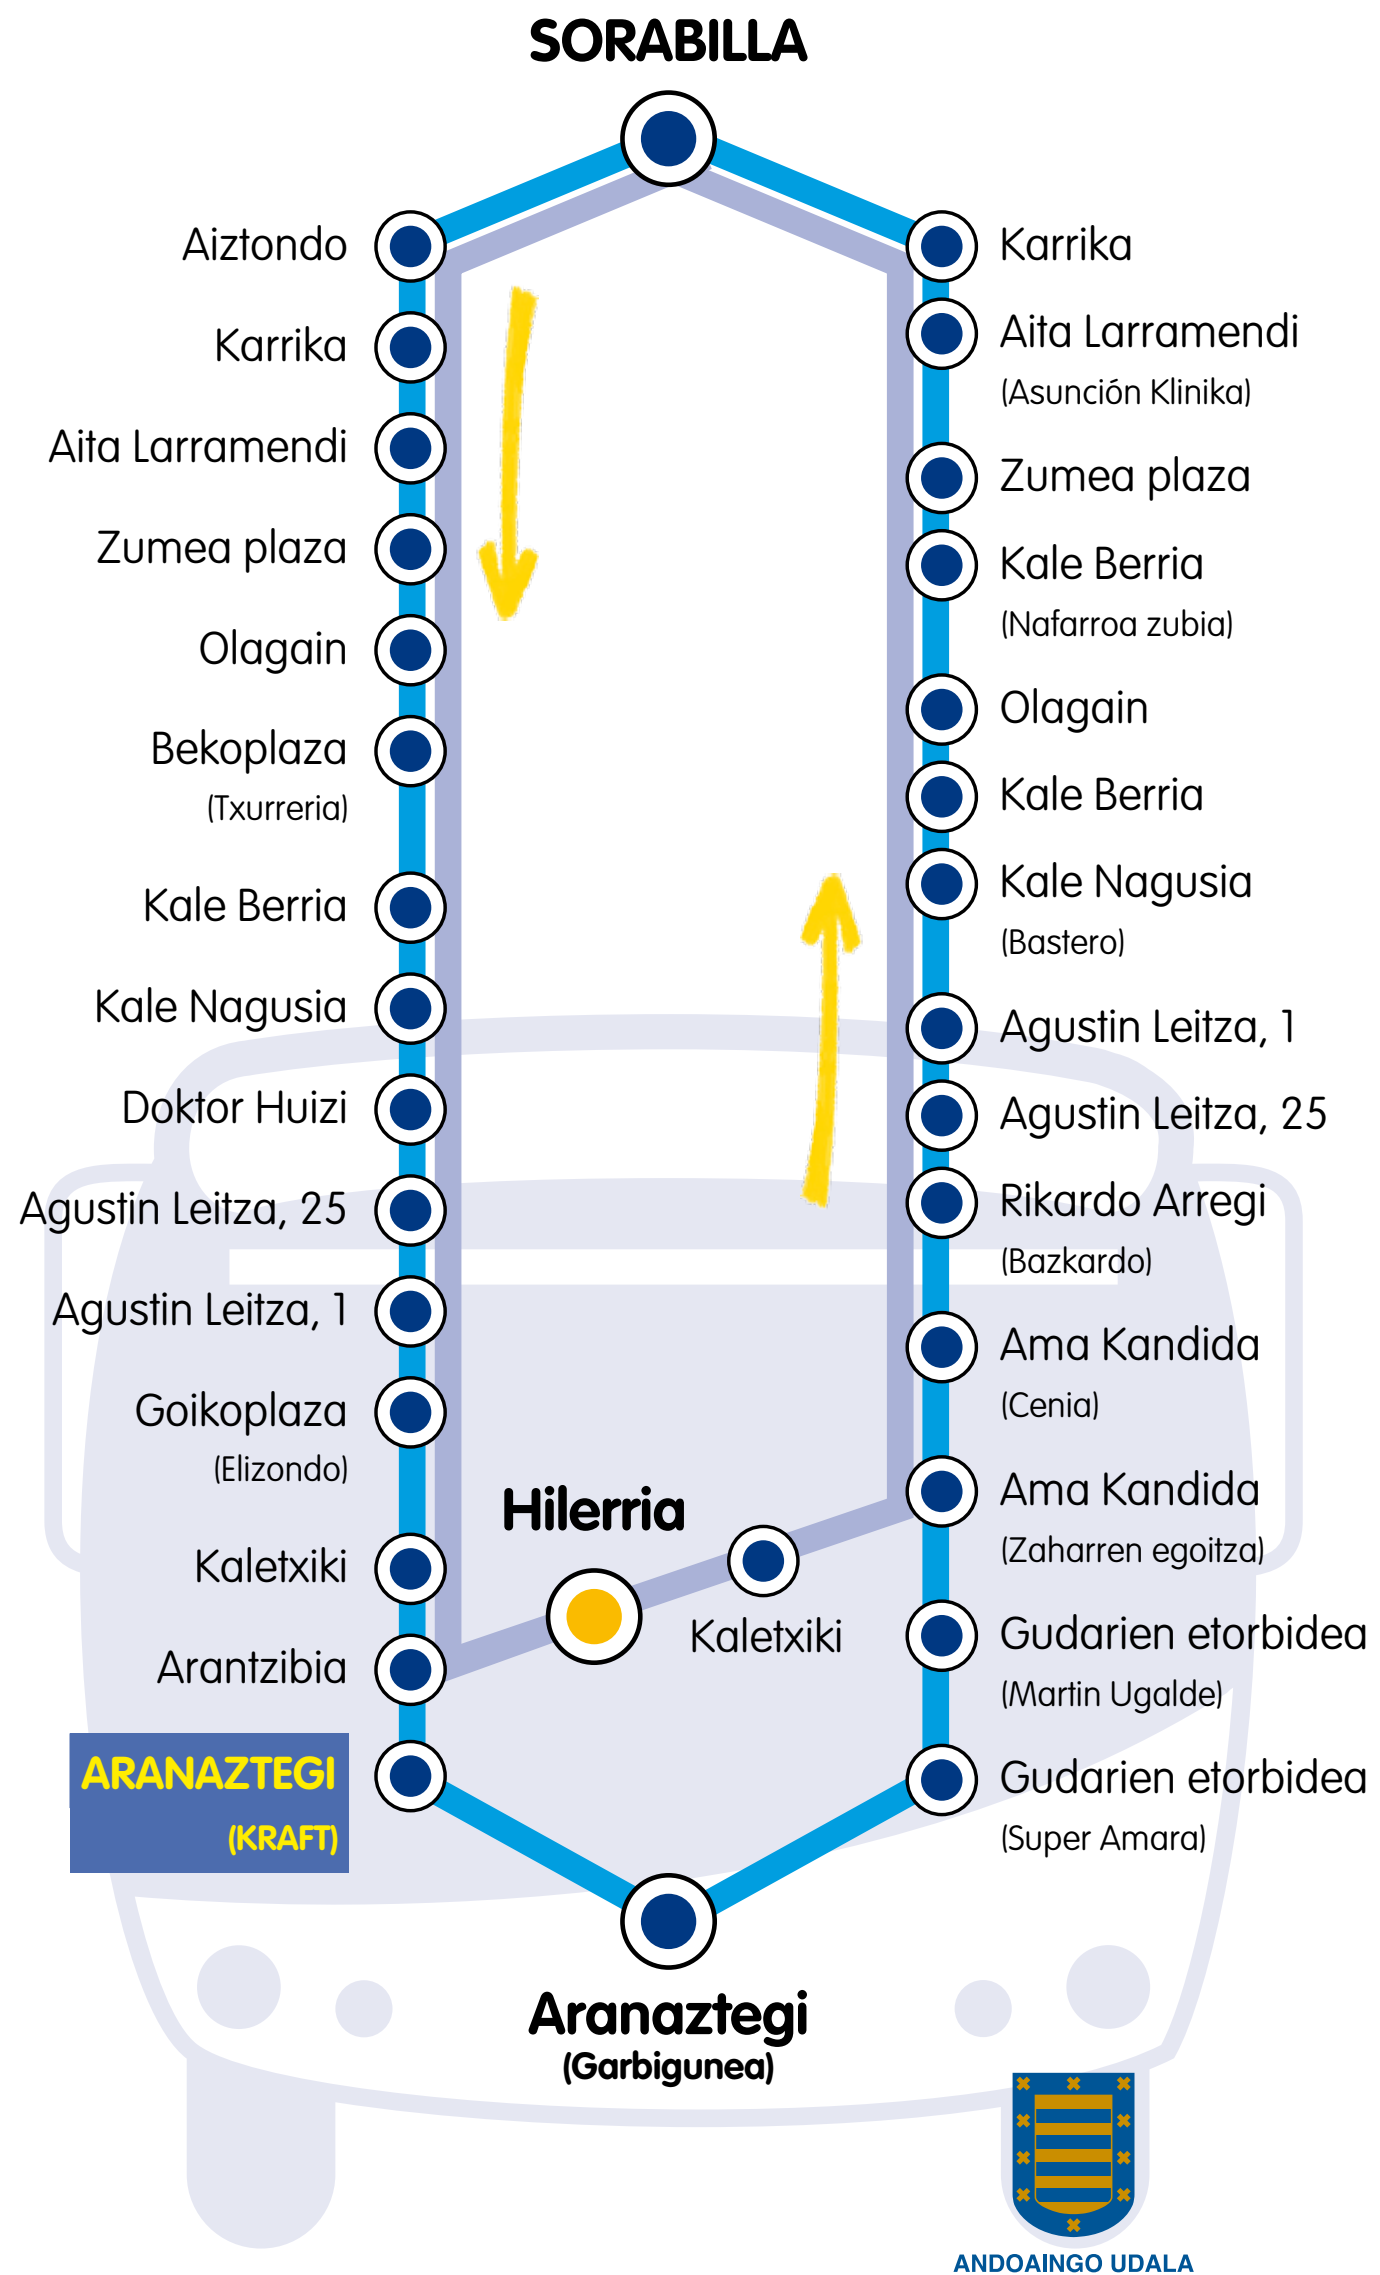 SORABILLA
Aiztondo
Karrika
Aita Larramendi
Zumea plaza
Olagain
Bekoplaza
(Txurreria)
Kale Berria
Kale Nagusia
Doktor Huizi
Agustin Leitza, 25
Agustin Leitza, 1
Goikoplaza
(Elizondo)
Kaletxiki
Arantzibia
ARANAZTEGI
(KRAFT)
Hilerria
Kaletxiki
Karrika
Aita Larramendi
(Asunción Klinika)
Zumea plaza
Kale Berria
(Nafarroa zubia)
Olagain
Kale Berria
Kale Nagusia
(Bastero)
Agustin Leitza, 1
Agustin Leitza, 25
Rikardo Arregi
(Bazkardo)
Ama Kandida
(Cenia)
Ama Kandida
(Zaharren egoitza)
Gudarien etorbidea
(Martin Ugalde)
Gudarien etorbidea
(Super Amara)
Aranaztegi
(Garbigunea)
ANDOAINGO UDALA